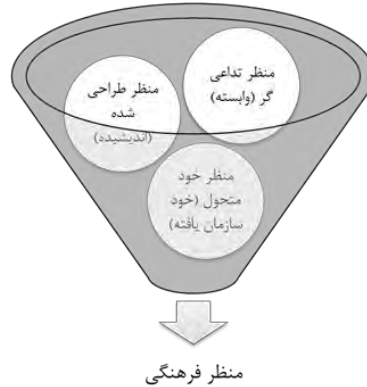 منظر تداعی
گر (وابسته)
منظر طراحی
شده
(اندیشیده)
منظر خود
متحول (خود
سازمان یافته)
منظر فرهنگی